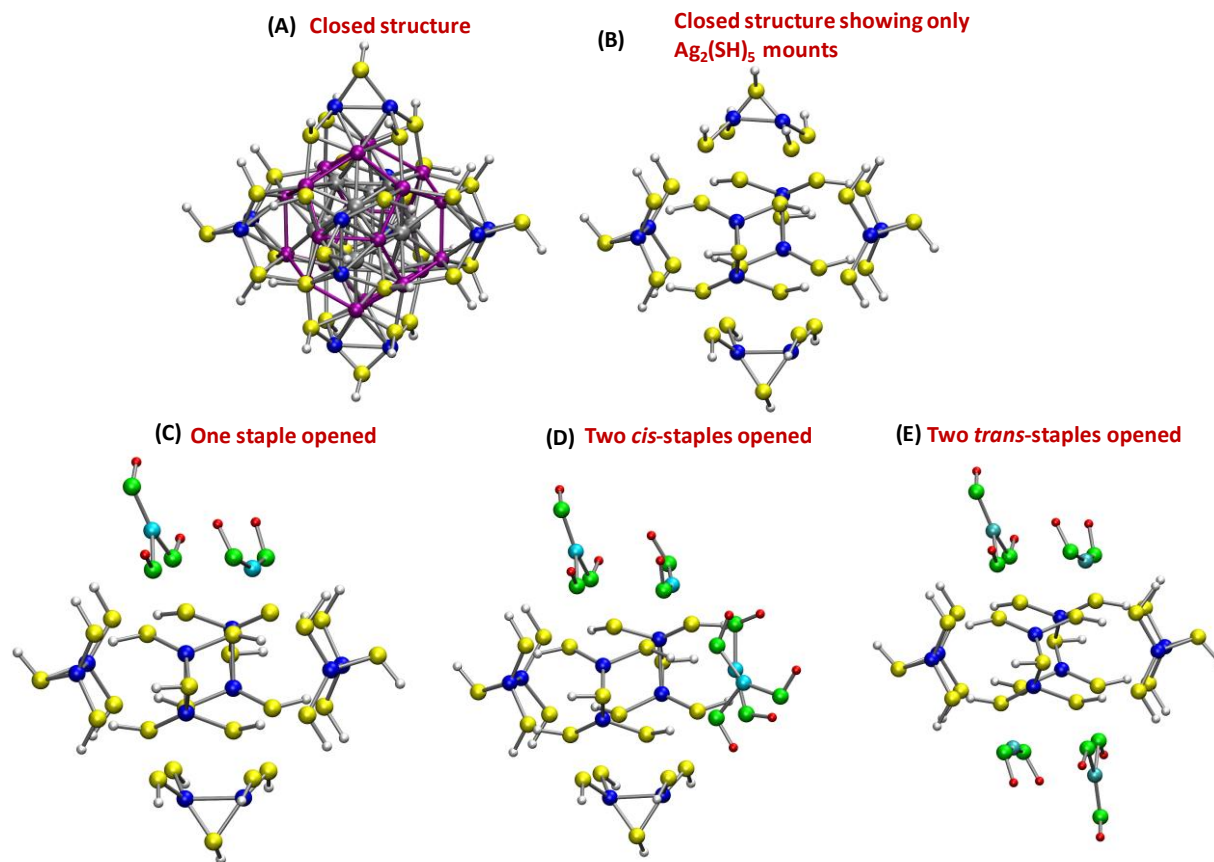 (A) Closed structure
(B) Closed structure showing only
Ag₂(SH)₅ mounts
(C) One staple opened
(D) Two cis-staples opened
(E) Two trans-staples opened